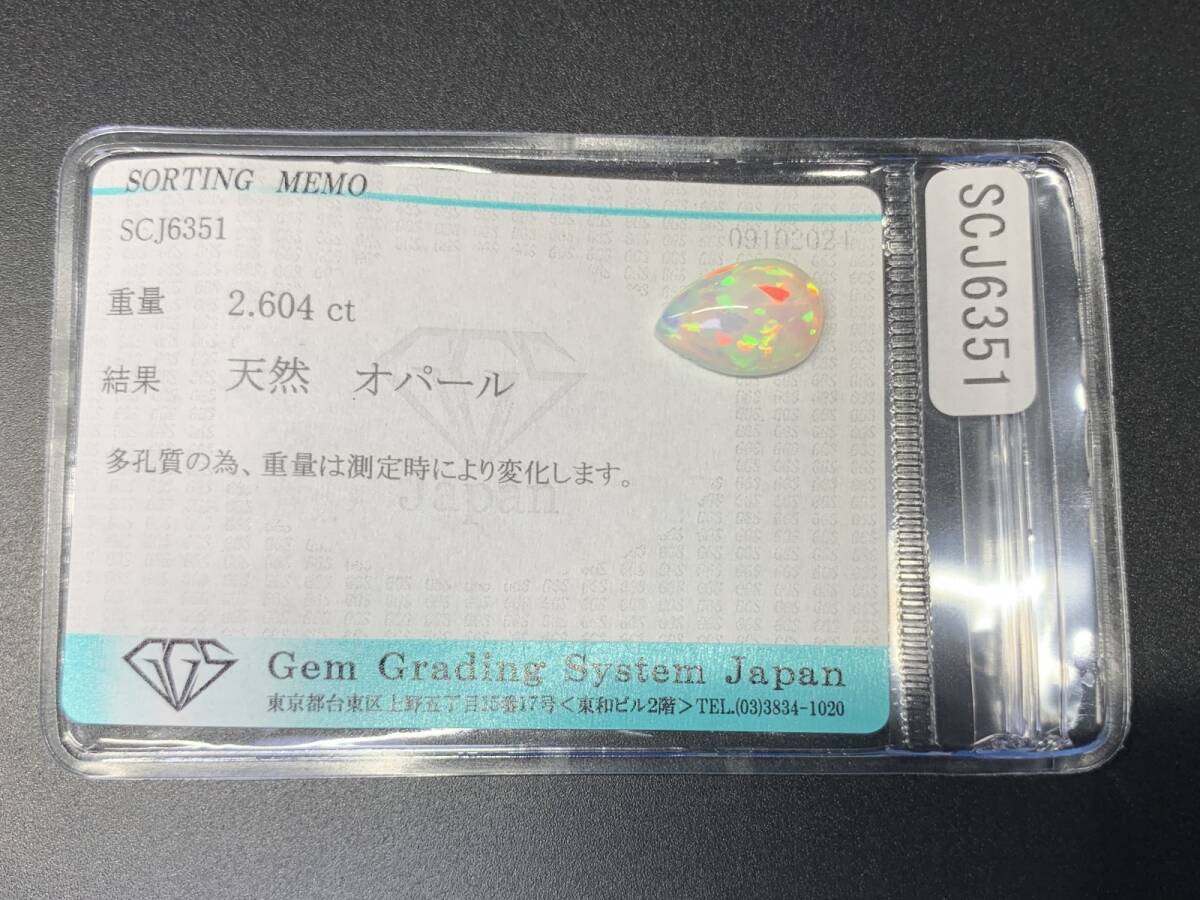 SORTING MEMO
SCJ6351
09102024
重量 2.604 ct
結果 天然 オパール
多孔質の為、重量は測定時により変化します。
Japan
GGS Gem Grading System Japan
東京都台東区上野五丁目15番17号<東和ビル2階>TEL.(03)3834-1020
SCJ6351